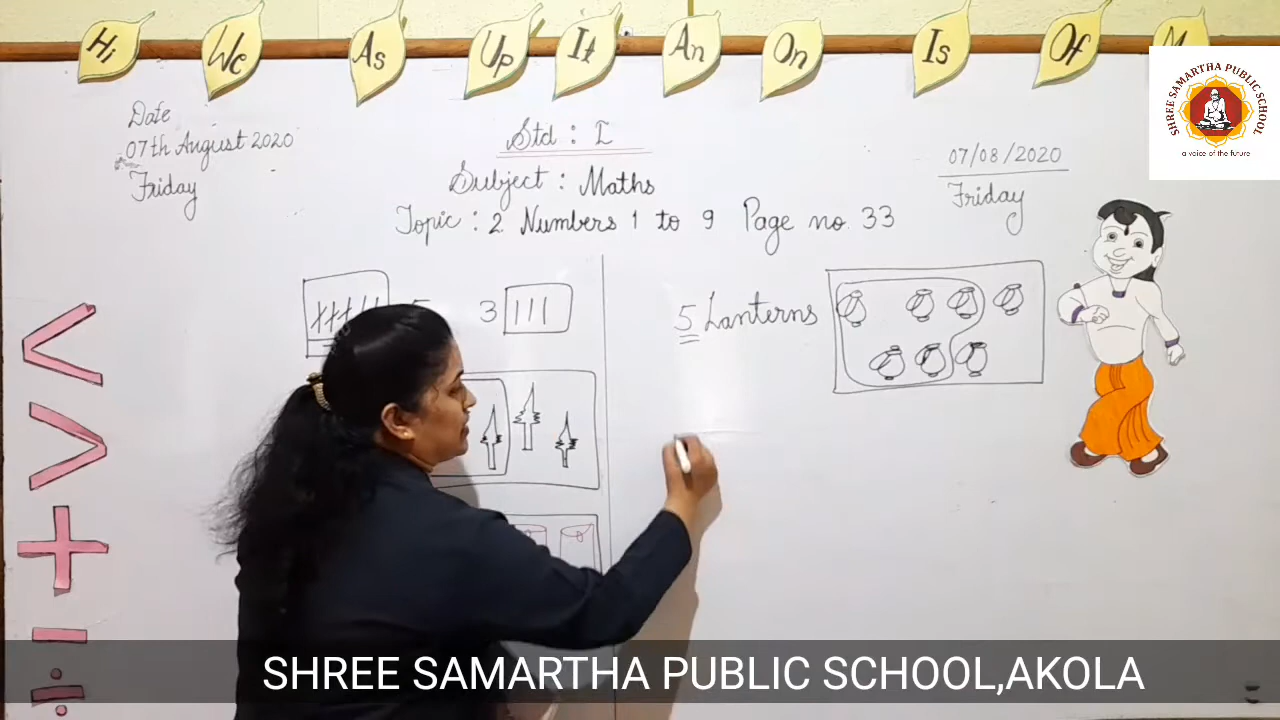 Hi We As Up It An On Is Of
SHREE SAMARTHA PUBLIC SCHOOL
a voice of the future
Date
07th August 2020
Friday
Std : I
Subject : Maths
Topic : 2 Numbers 1 to 9 Page no. 33
07/08/2020
Friday
3
5 Lanterns
SHREE SAMARTHA PUBLIC SCHOOL,AKOLA